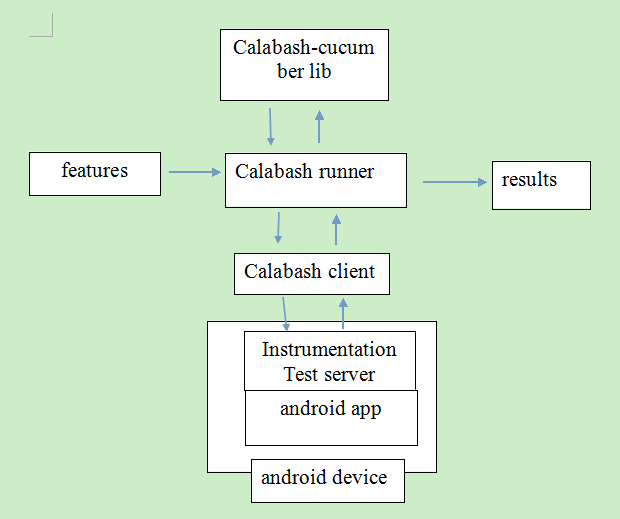 Calabash-cucum
ber lib
features
Calabash runner
results
Calabash client
Instrumentation
Test server
android app
android device